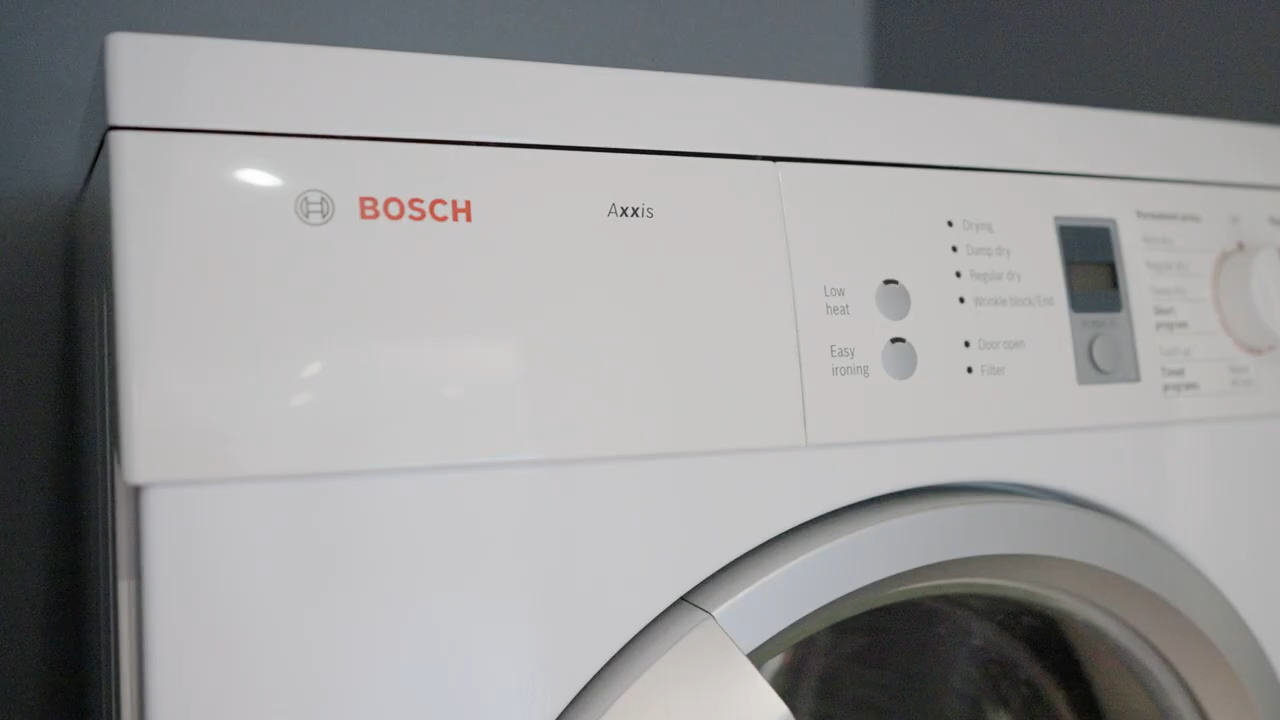 BOSCH
Axxis
Low
heat
Easy
ironing
Drying
Damp dry
Regular dry
Wrinkle block/End
Door open
Filter
Short
program
Timed
programs